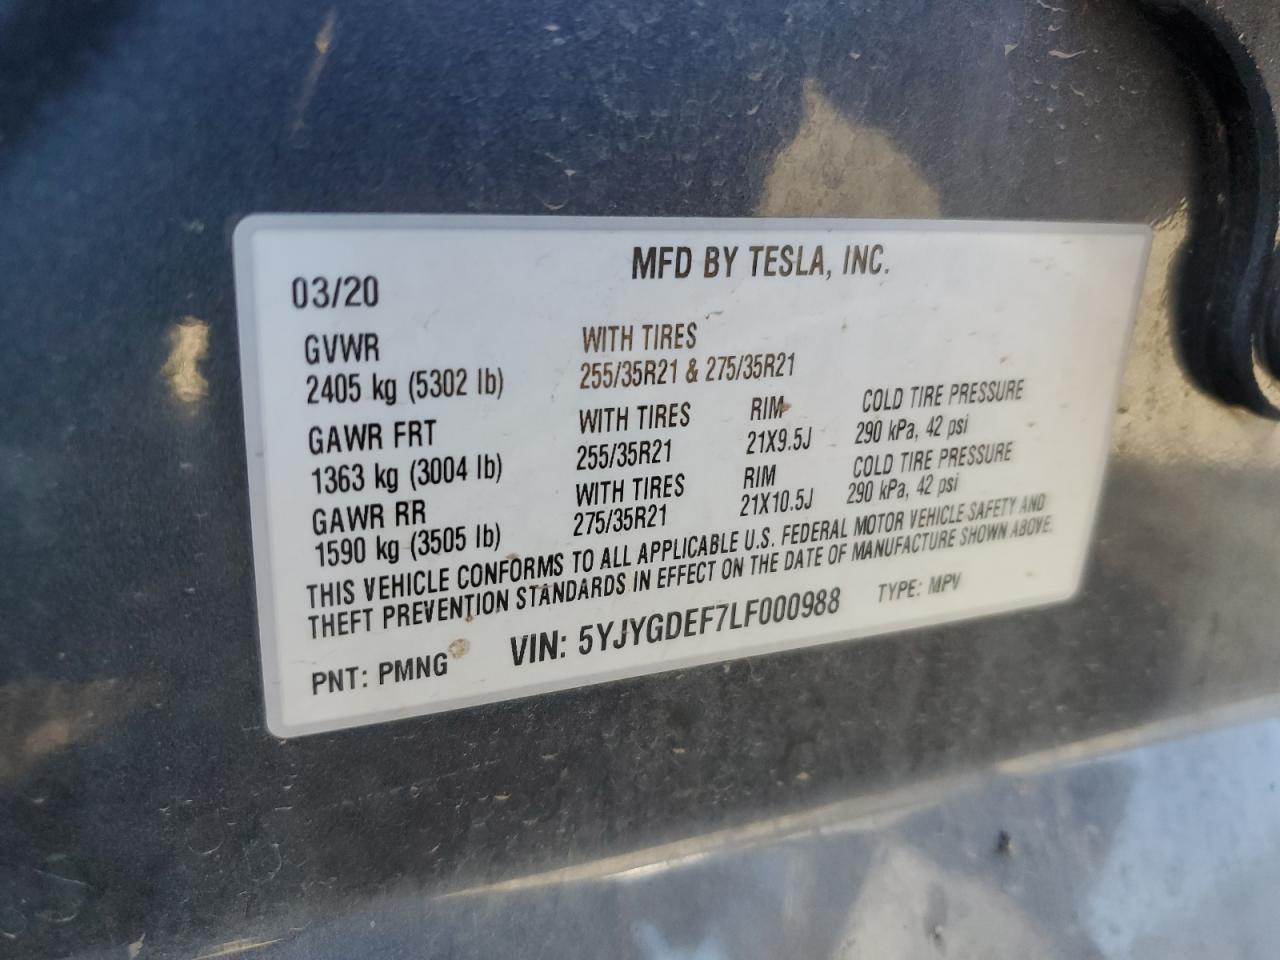 MFD BY TESLA, INC.
03/20
GVWR WITH TIRES
2405 kg (5302 lb) 255/35R21 & 275/35R21
GAWR FRT WITH TIRES RIM COLD TIRE PRESSURE
1363 kg (3004 lb) 255/35R21 21X9.5J 290 kPa, 42 psi
GAWR RR WITH TIRES RIM COLD TIRE PRESSURE
1590 kg (3505 lb) 275/35R21 21X10.5J 290 kPa, 42 psi
THIS VEHICLE CONFORMS TO ALL APPLICABLE U.S. FEDERAL MOTOR VEHICLE SAFETY AND
THEFT PREVENTION STANDARDS IN EFFECT ON THE DATE OF MANUFACTURE SHOWN ABOVE.
PNT: PMNG VIN: 5YJYGDEF7LF000988 TYPE: MPV